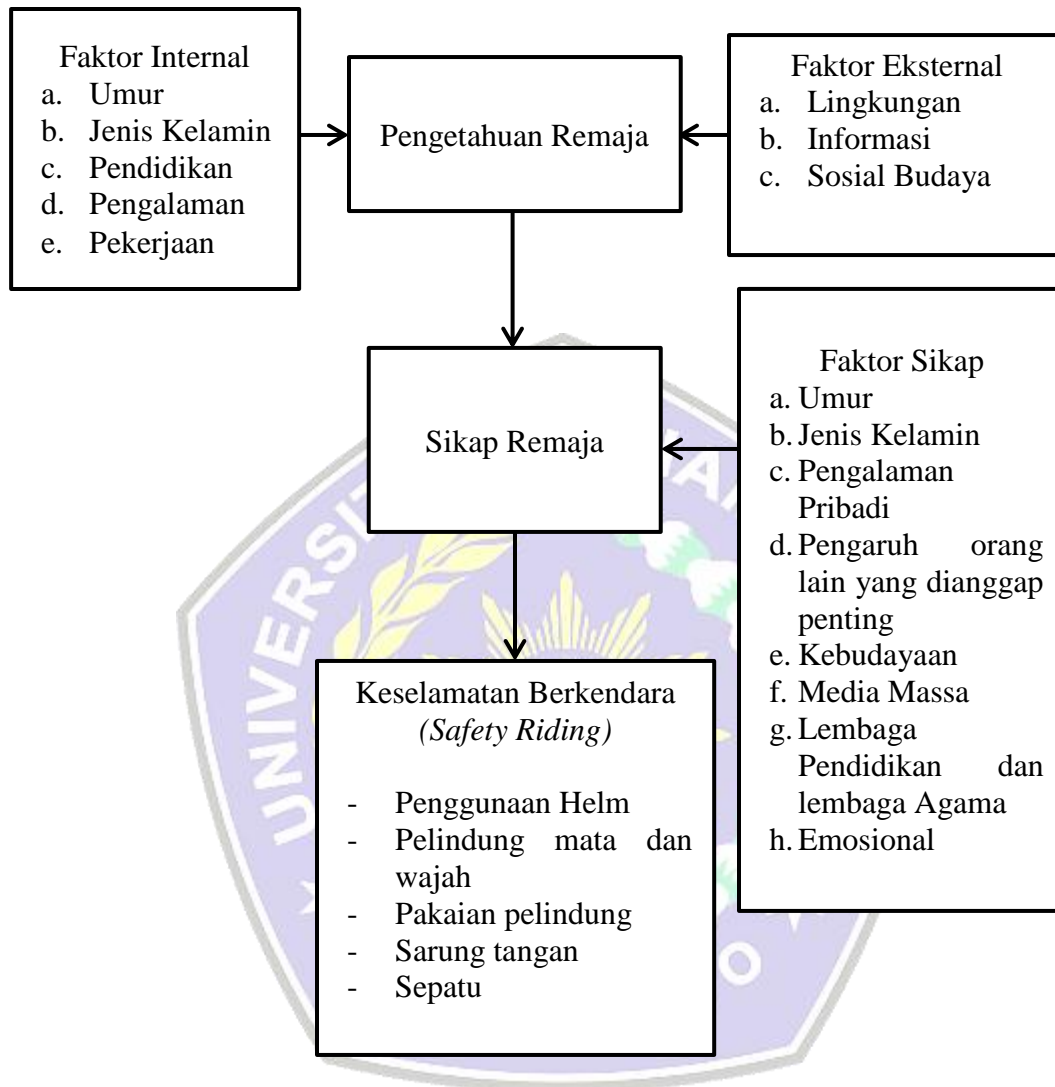 Faktor Internal
a. Umur
b. Jenis Kelamin
c. Pendidikan
d. Pengalaman
e. Pekerjaan
Pengetahuan Remaja
Faktor Eksternal
a. Lingkungan
b. Informasi
c. Sosial Budaya
Sikap Remaja
Faktor Sikap
a. Umur
b. Jenis Kelamin
c. Pengalaman
Pribadi
d. Pengaruh orang
lain yang dianggap
penting
e. Kebudayaan
f. Media Massa
g. Lembaga
Pendidikan dan
lembaga Agama
h. Emosional
Keselamatan Berkendara
(Safety Riding)
- Penggunaan Helm
- Pelindung mata dan
wajah
- Pakaian pelindung
- Sarung tangan
- Sepatu